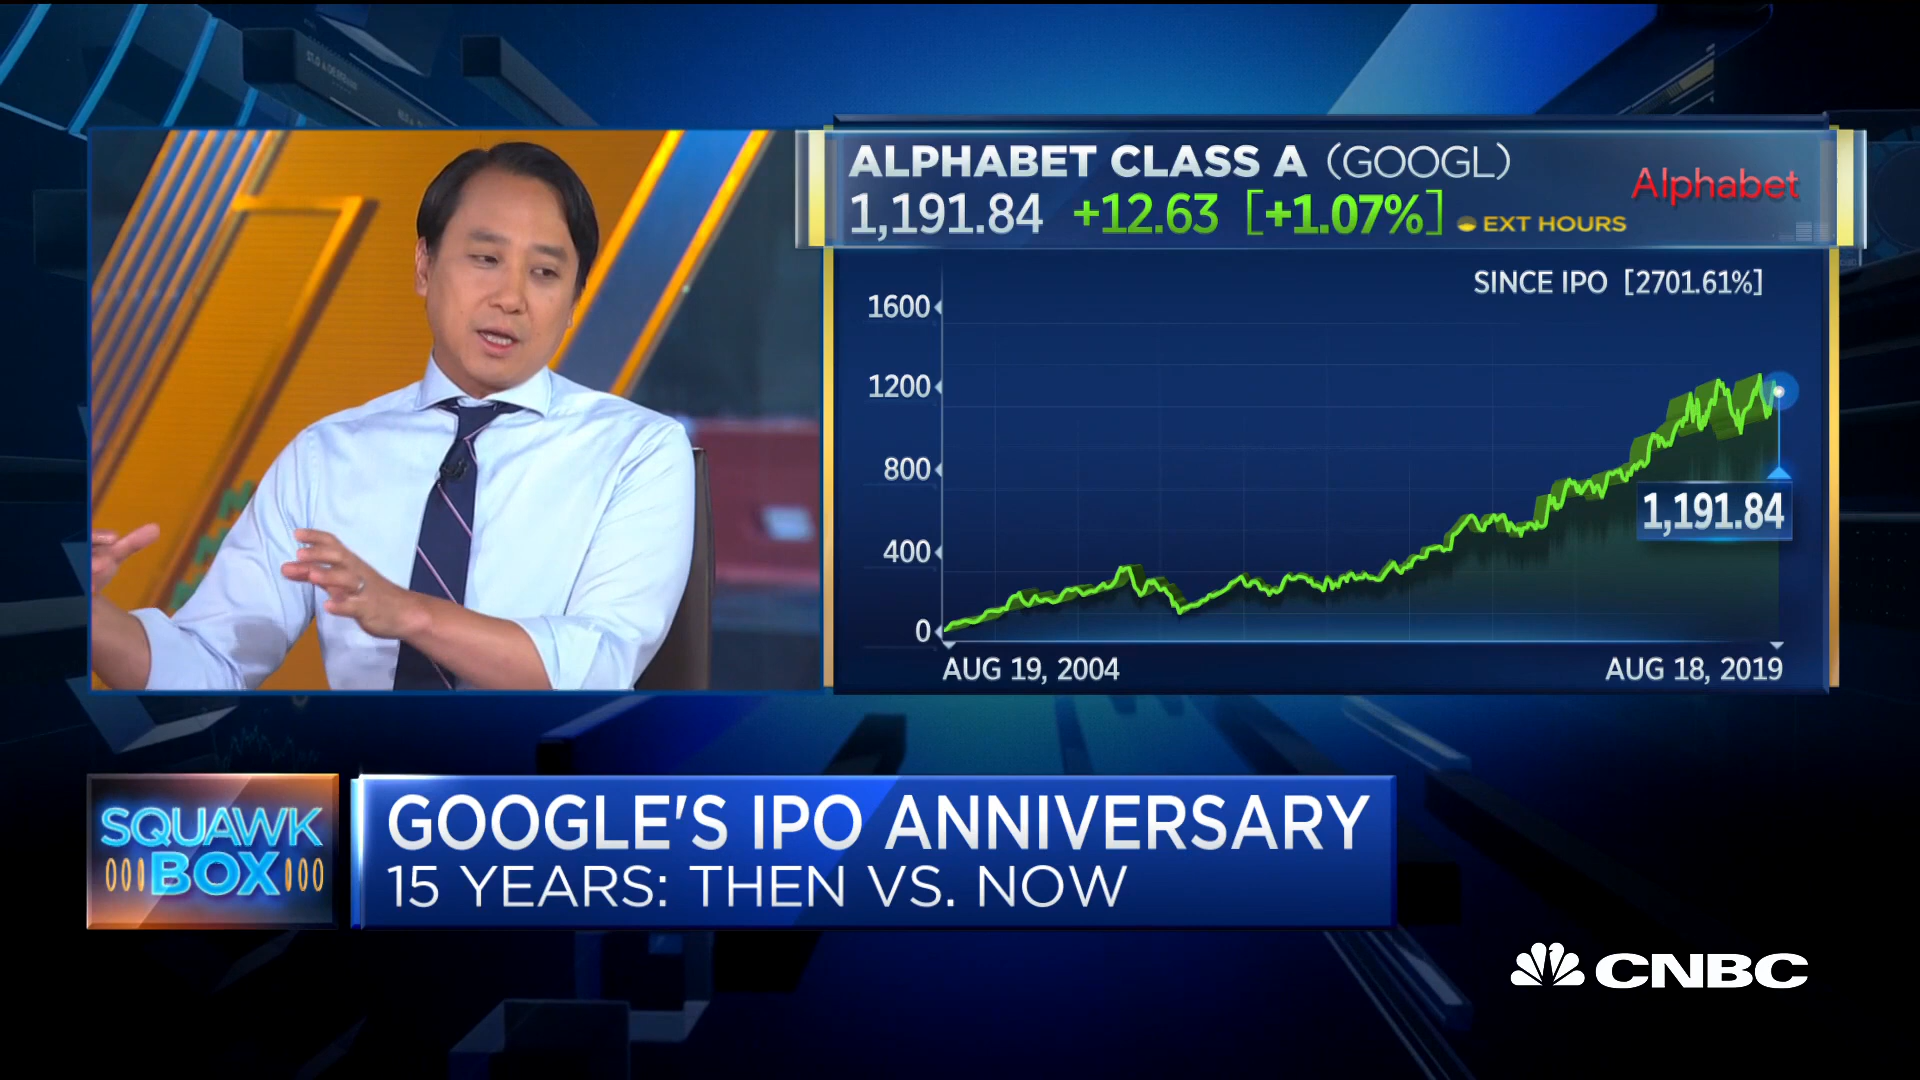 ALPHABET CLASS A (GOOGL)
1,191.84 +12.63 [+1.07%] EXT HOURS
Alphabet
SINCE IPO [2701.61%]
1600
1200
800
400
0
1,191.84
AUG 19, 2004
AUG 18, 2019
SQUAWK
BOX
GOOGLE'S IPO ANNIVERSARY
15 YEARS: THEN VS. NOW
CNBC